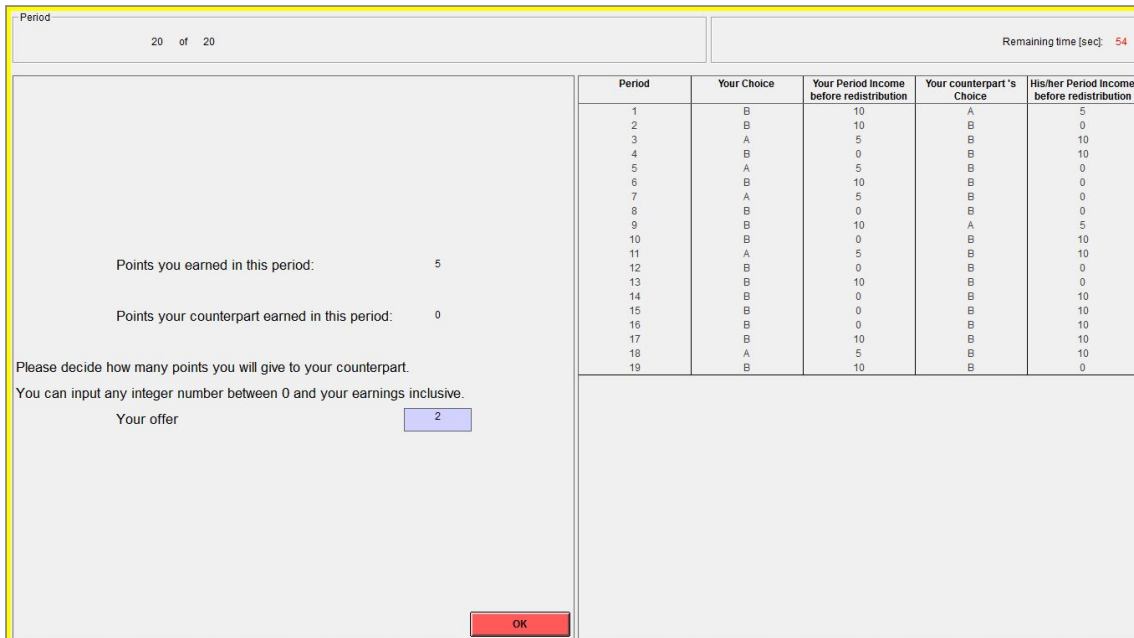 Period
20 of 20
Remaining time [sec]: 54
Points you earned in this period: 5
Points your counterpart earned in this period: 0
Please decide how many points you will give to your counterpart.
You can input any integer number between 0 and your earnings inclusive.
Your offer 2
OK
Period Your Choice Your Period Income before redistribution Your counterpart 's Choice His/her Period Income before redistribution
1 B 10 A 5
2 B 10 B 0
3 A 5 B 10
4 B 0 B 10
5 A 5 B 0
6 B 10 B 0
7 A 5 B 0
8 B 0 B 0
9 B 10 A 5
10 B 0 B 10
11 A 5 B 10
12 B 0 B 0
13 B 10 B 0
14 B 0 B 10
15 B 0 B 10
16 B 0 B 10
17 B 10 B 10
18 A 5 B 10
19 B 10 B 0